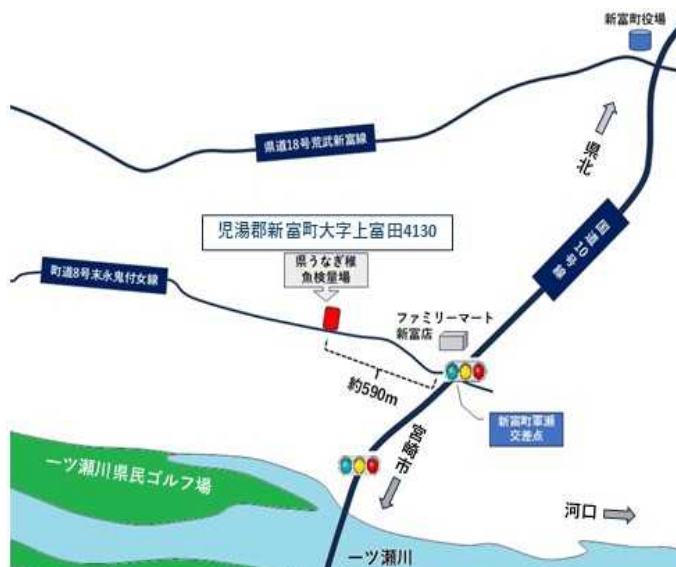 新富町役場
県道18号荒武新富線
県北
国道10号線
児湯郡新富町大字上富田4130
県うなぎ稚
魚検量場
町道8号末永鬼付女線
ファミリーマート
新富店
約590m
新富町軍瀬
交差点
宮崎市
一ツ瀬川県民ゴルフ場
河口
一ツ瀬川